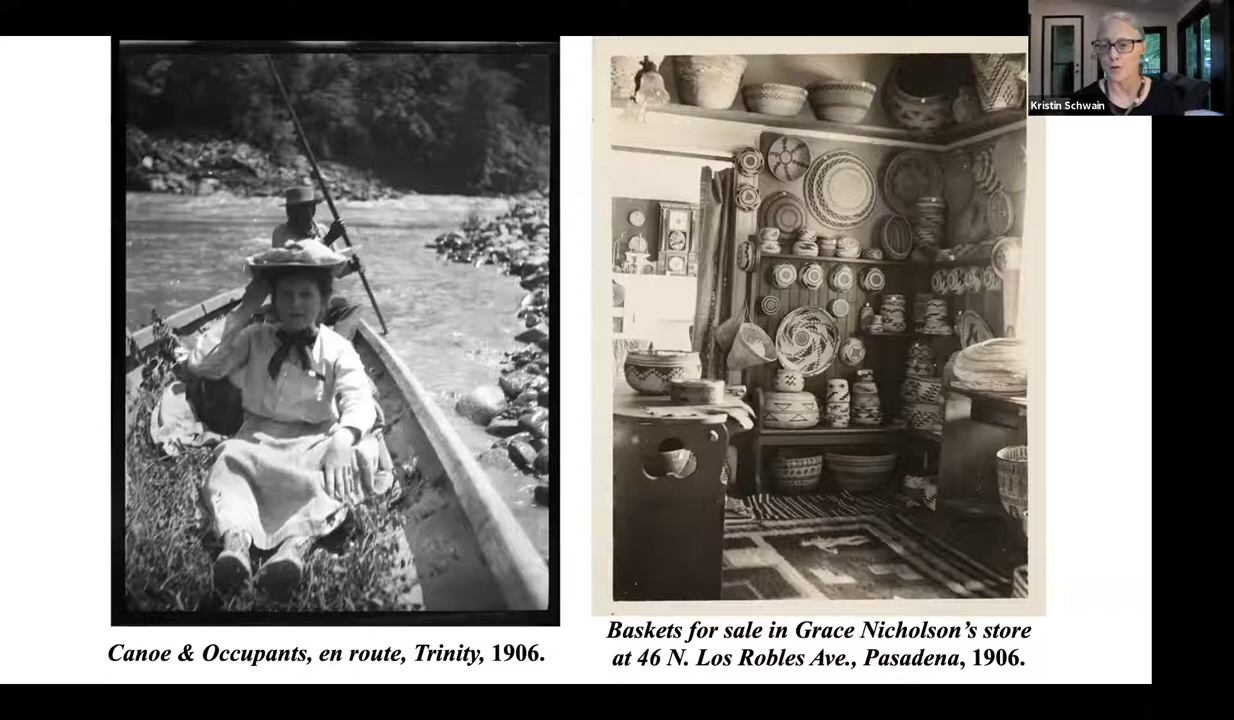 Kristin Schwain
Canoe & Occupants, en route, Trinity, 1906.
Baskets for sale in Grace Nicholson’s store
at 46 N. Los Robles Ave., Pasadena, 1906.